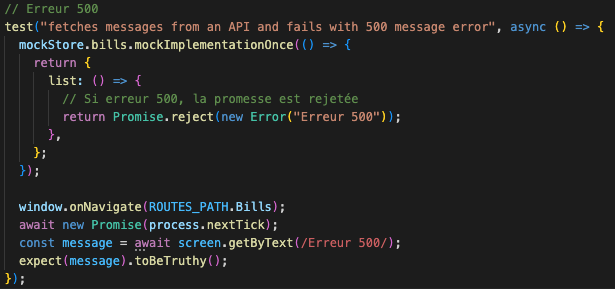 // Erreur 500
test("fetches messages from an API and fails with 500 message error", async () => {
  mockStore.bills.mockImplementationOnce(() => {
    return {
      list: () => {
        // Si erreur 500, la promesse est rejetée
        return Promise.reject(new Error("Erreur 500"));
      },
    };
  });

  window.onNavigate(ROUTES_PATH.Bills);
  await new Promise(process.nextTick);
  const message = await screen.getByText(/Erreur 500/);
  expect(message).toBeTruthy();
});